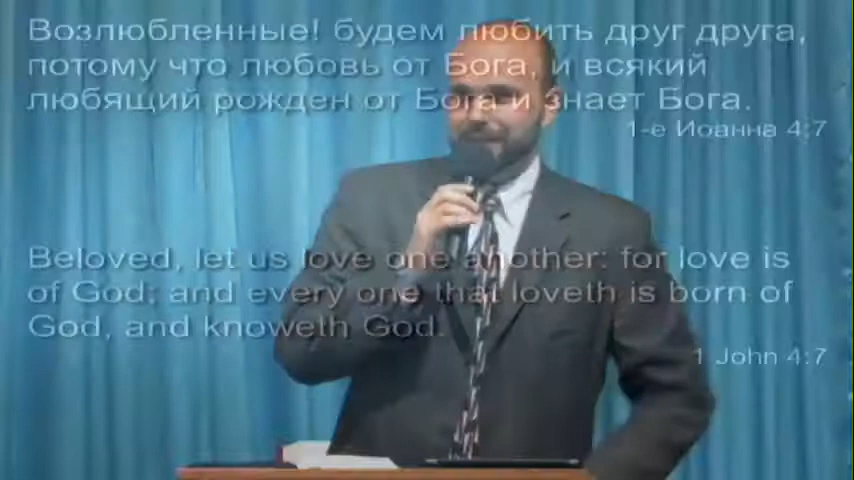 Возлюбленные! будем любить друг друга,
потому что любовь от Бога, и всякий
любящий рожден от Бога и знает Бога.
1-е Иоанна 4:7
Beloved, let us love one another: for love is
of God; and every one that loveth is born of
God, and knoweth God.
1 John 4:7